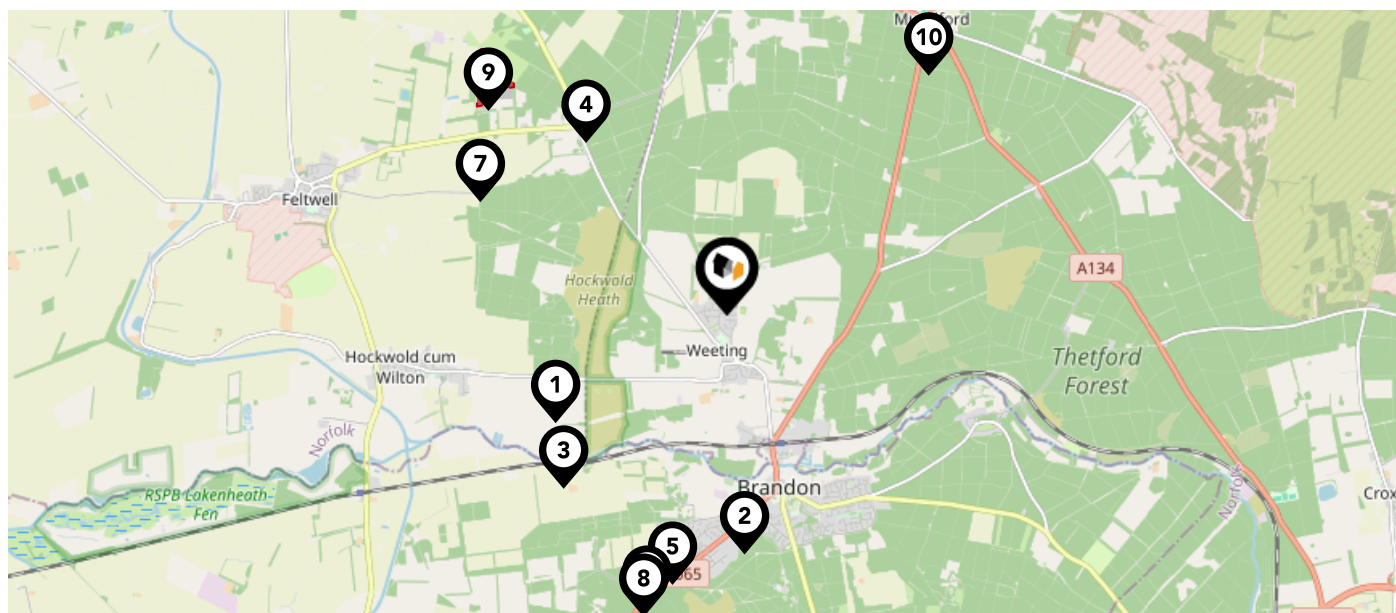 10
9
4
7
Feltwell
A134
Hockwold
Heath
Weeting
Hockwold cum
Wilton
Thetford
Forest
1
Norfolk
3
RSPB Lakenheath
Fen
Brandon
Norfolk
2
5
65
8